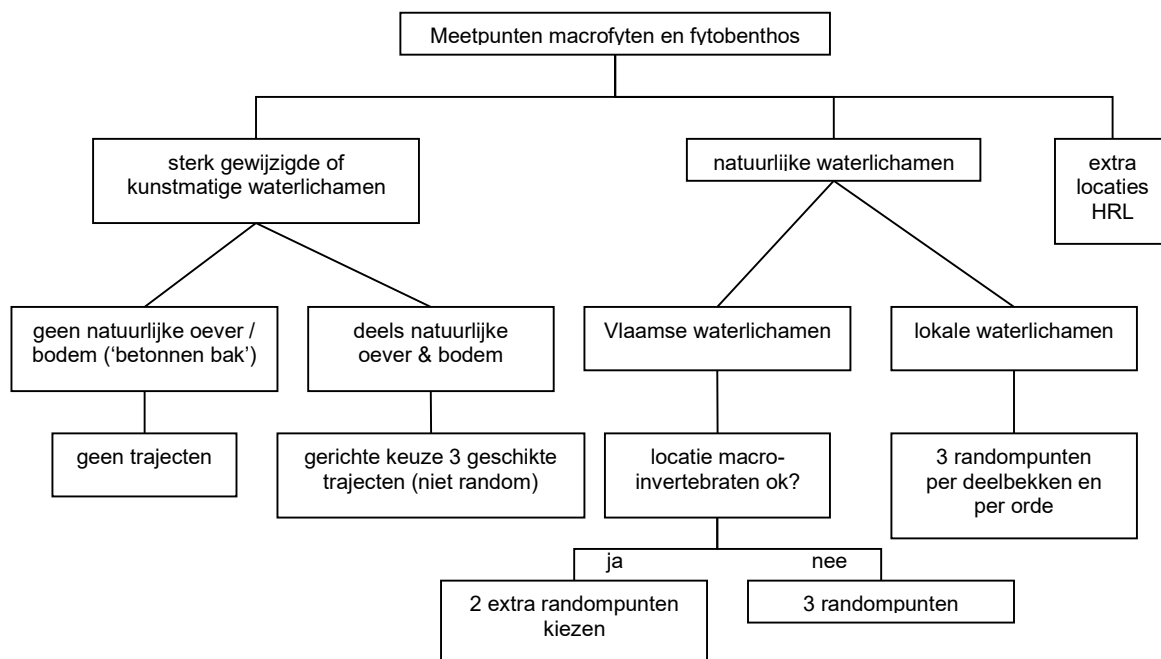 Meetpunten macrofyten en fytobenthos
sterk gewijzigde of
kunstmatige waterlichamen
natuurlijke waterlichamen
extra
locaties
HRL
geen natuurlijke oever /
bodem (‘betonnen bak’)
deels natuurlijke
oever & bodem
Vlaamse waterlichamen
lokale waterlichamen
geen trajecten
gerichte keuze 3 geschikte
trajecten (niet random)
locatie macro-
invertebraten ok?
3 randompunten
per deelbekken en
per orde
ja
nee
2 extra randompunten
kiezen
3 randompunten